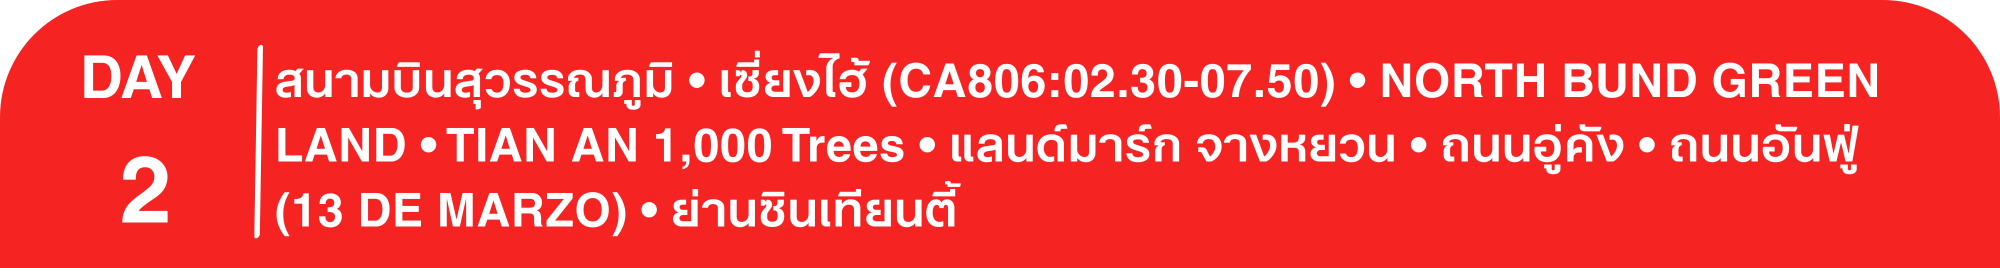 DAY
2
สนามบินสุวรรณภูมิ • เซี่ยงไฮ้ (CA806:02.30-07.50) • NORTH BUND GREEN
LAND • TIAN AN 1,000 Trees • แลนด์มาร์ก จางหยวน • ถนนอู่คัง • ถนนอันฟู่
(13 DE MARZO) • ย่านซินเทียนตี้